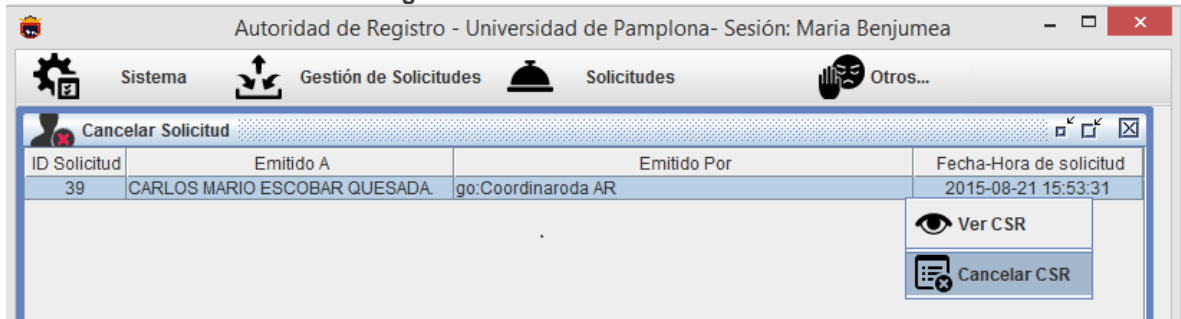 Autoridad de Registro - Universidad de Pamplona- Sesión: Maria Benjumea
Sistema Gestión de Solicitudes Solicitudes Otros...
Cancelar Solicitud
ID Solicitud Emitido A Emitido Por Fecha-Hora de solicitud
39 CARLOS MARIO ESCOBAR QUESADA. go:Coordinaroda AR 2015-08-21 15:53:31
Ver CSR
Cancelar CSR